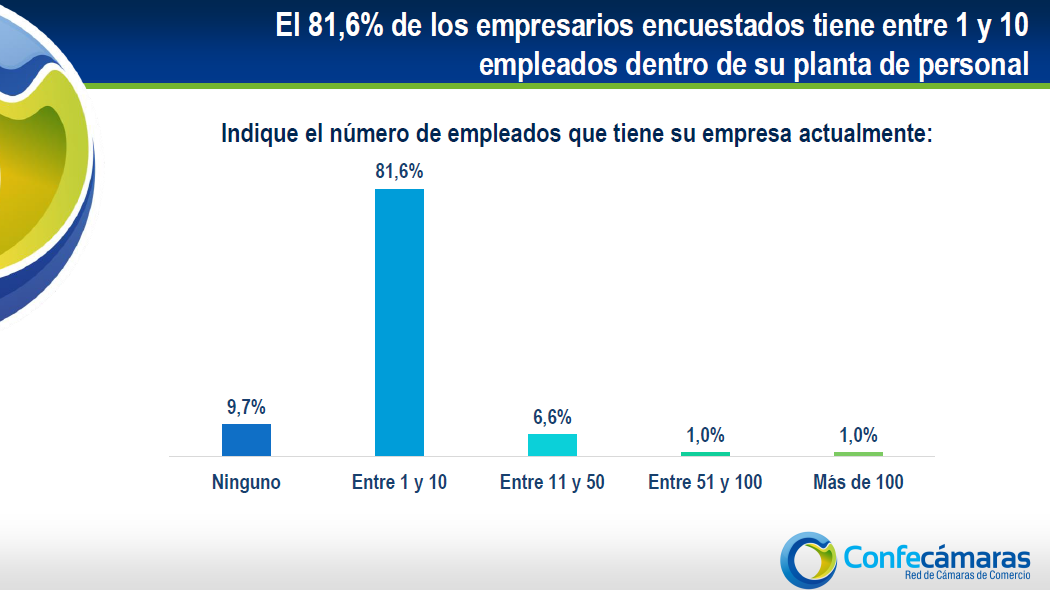 El 81,6% de los empresarios encuestados tiene entre 1 y 10
empleados dentro de su planta de personal
Indique el número de empleados que tiene su empresa actualmente:
81,6%
9,7%
6,6%
1,0%
1,0%
Ninguno
Entre 1 y 10
Entre 11 y 50
Entre 51 y 100
Más de 100
Confecámaras
Red de Cámaras de Comercio